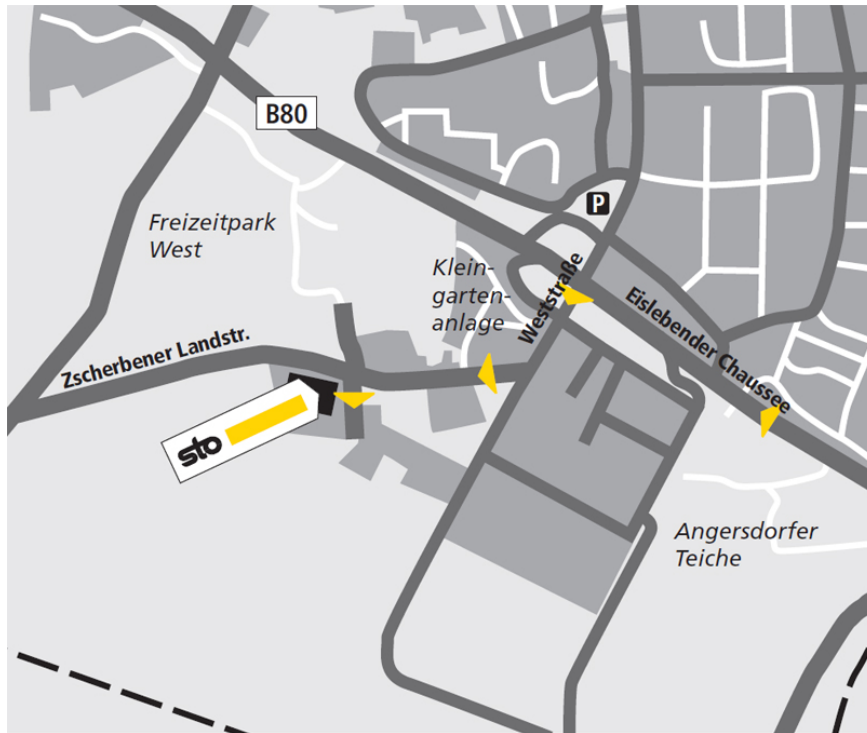 B80
P
Freizeitpark
West
Klein-
garten-
anlage
Weststraße
Eislebender Chaussee
Zscherbener Landstr.
sto
Angersdorfer
Teiche